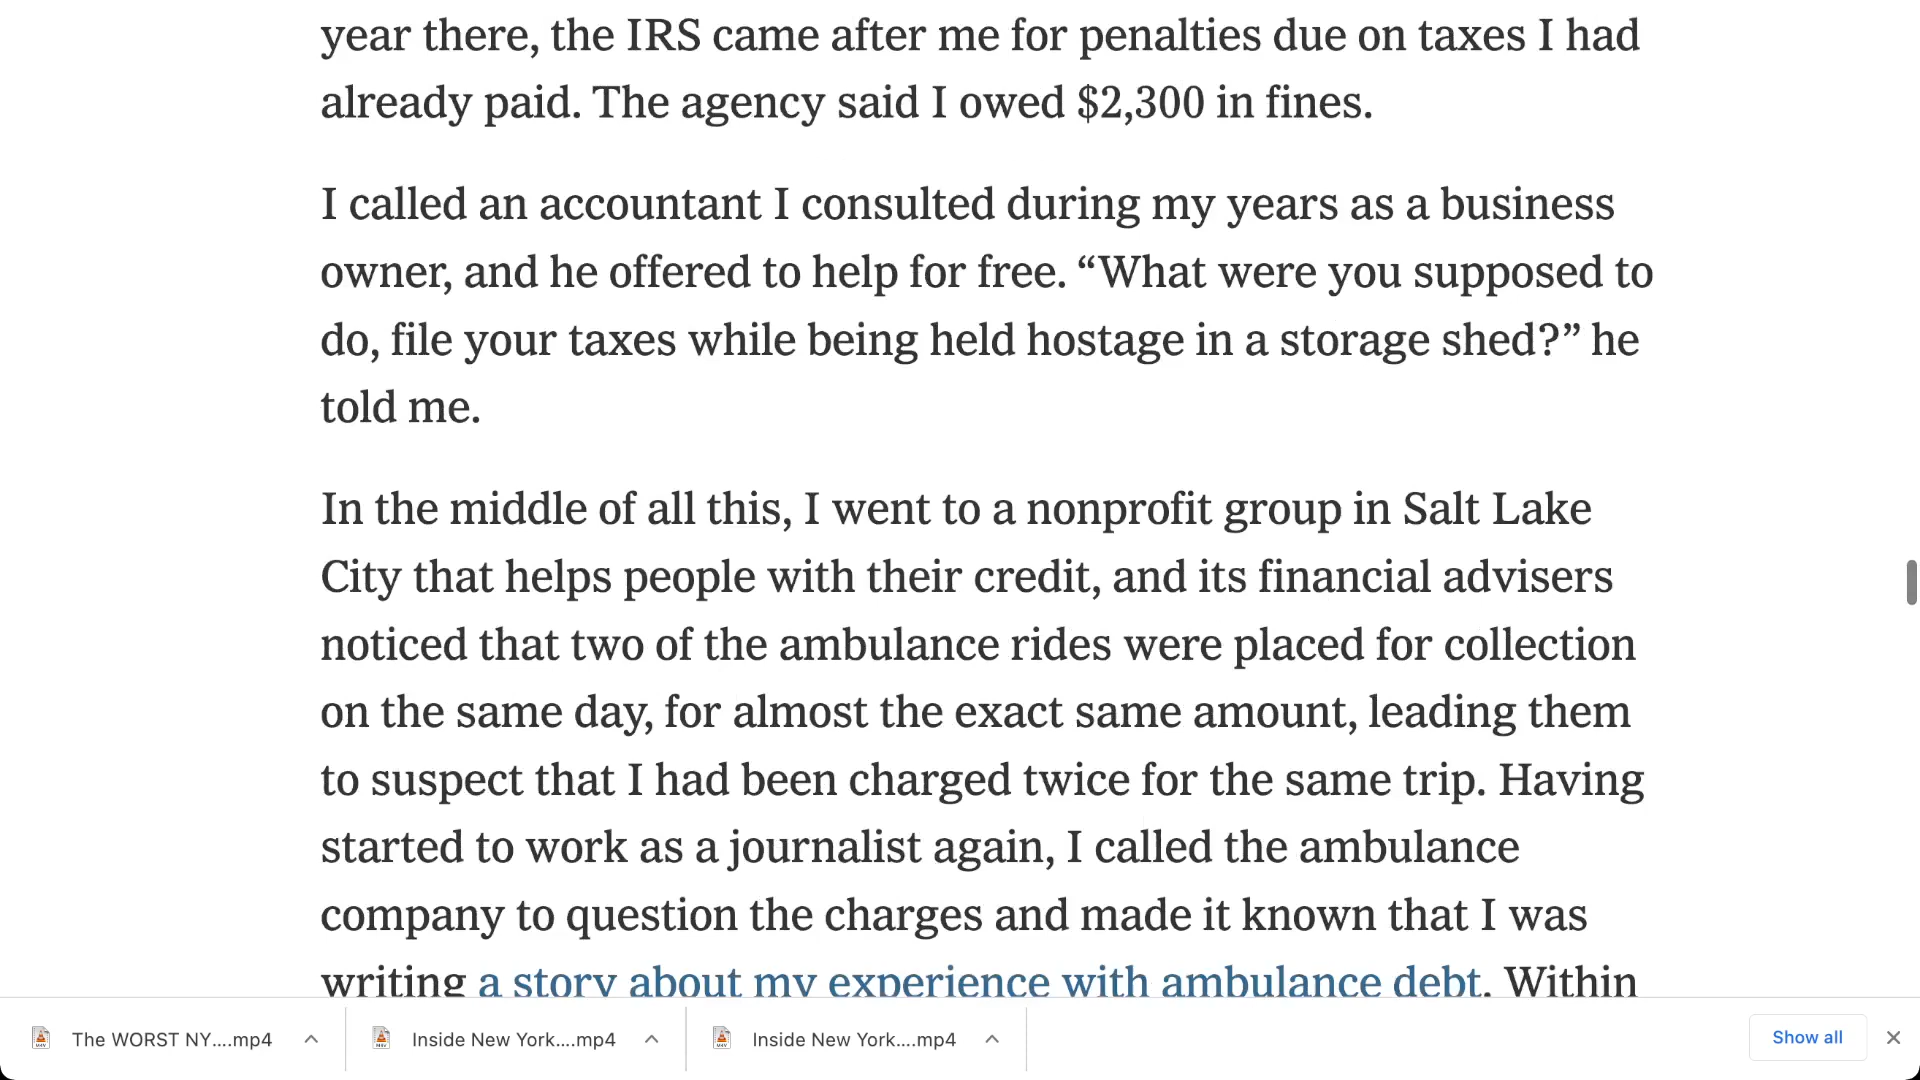 year there, the IRS came after me for penalties due on taxes I had
already paid. The agency said I owed $2,300 in fines.
I called an accountant I consulted during my years as a business
owner, and he offered to help for free. “What were you supposed to
do, file your taxes while being held hostage in a storage shed?” he
told me.
In the middle of all this, I went to a nonprofit group in Salt Lake
City that helps people with their credit, and its financial advisers
noticed that two of the ambulance rides were placed for collection
on the same day, for almost the exact same amount, leading them
to suspect that I had been charged twice for the same trip. Having
started to work as a journalist again, I called the ambulance
company to question the charges and made it known that I was
writing a story about my experience with ambulance debt. Within
The WORST NY....mp4
Inside New York....mp4
Inside New York....mp4
Show all